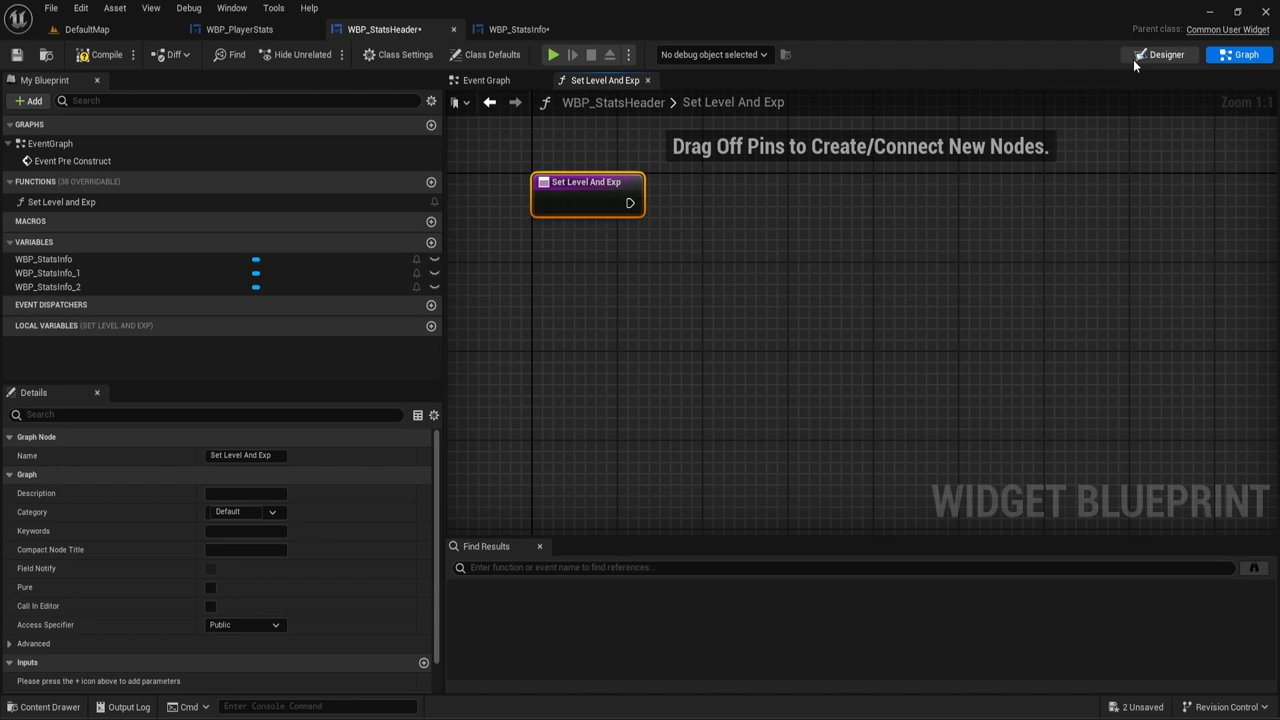 File Edit Asset View Debug Window Tools Help
DefaultMap WBP_PlayerStats WBP_StatsHeader* WBP_StatsInfo* Parent class: Common User Widget
Compile Diff Find Hide Unrelated Class Settings Class Defaults No debug object selected Designer Graph
My Blueprint Event Graph Set Level And Exp
Add Search WBP_StatsHeader Set Level And Exp Zoom 1:1
GRAPHS
EventGraph Drag Off Pins to Create/Connect New Nodes.
Event Pre Construct
FUNCTIONS (38 OVERRIDABLE) Set Level And Exp
Set Level and Exp
MACROS
VARIABLES
WBP_StatsInfo
WBP_StatsInfo_1
WBP_StatsInfo_2
EVENT DISPATCHERS
LOCAL VARIABLES (SET LEVEL AND EXP)
Details
Search
Graph Node
Name Set Level And Exp
Graph
Description WIDGET BLUEPRINT
Category Default
Keywords
Compact Node Title Find Results
Field Notify Enter function or event name to find references...
Pure
Call In Editor
Access Specifier Public
Advanced
Inputs
Please press the + icon above to add parameters
Content Drawer Output Log Cmd Enter Console Command 2 Unsaved Revision Control